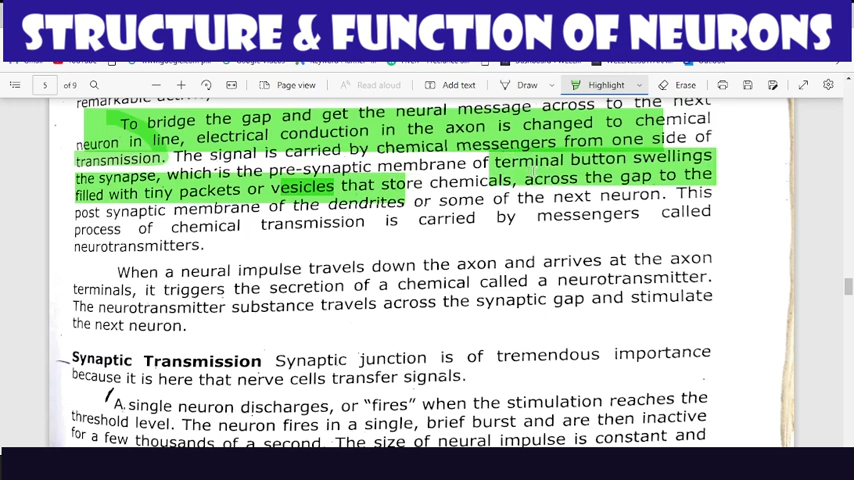 STRUCTURE & FUNCTION OF NEURONS
5 of 9
Page view
Read aloud
Add text
Draw
Highlight
Erase
To bridge the gap and get the neural message across to the next
neuron in line, electrical conduction in the axon is changed to chemical
transmission. The signal is carried by chemical messengers from one side of
the synapse, which is the pre-synaptic membrane of terminal button swellings
filled with tiny packets or vesicles that store chemicals, across the gap to the
post synaptic membrane of the dendrites or some of the next neuron. This
process of chemical transmission is carried by messengers called
neurotransmitters.
When a neural impulse travels down the axon and arrives at the axon
terminals, it triggers the secretion of a chemical called a neurotransmitter.
The neurotransmitter substance travels across the synaptic gap and stimulate
the next neuron.
Synaptic Transmission Synaptic junction is of tremendous importance
because it is here that nerve cells transfer signals.
A single neuron discharges, or "fires" when the stimulation reaches the
threshold level. The neuron fires in a single, brief burst and are then inactive
for a few thousands of a second. The size of neural impulse is constant and